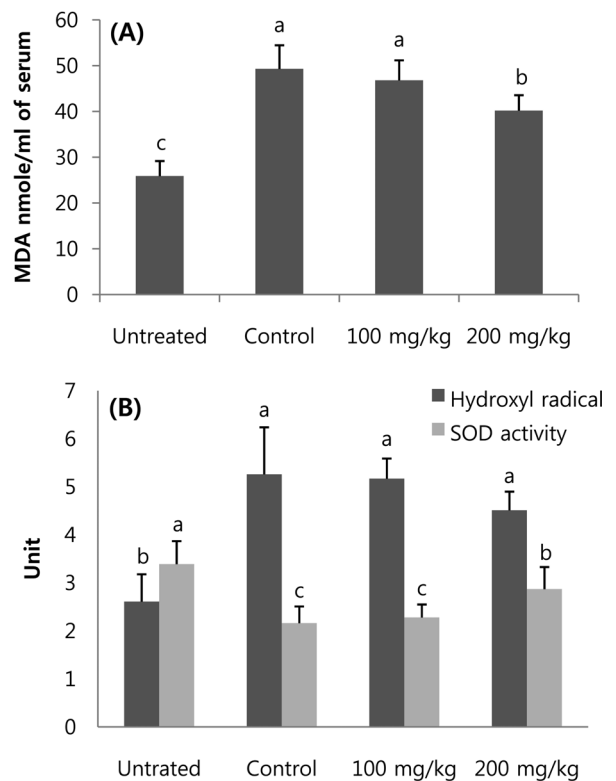 (A)
MDA nmole/ml of serum
60
50
40
30
20
10
0
c
a
a
b
Untreated Control 100 mg/kg 200 mg/kg
(B)
Hydroxyl radical
SOD activity
Unit
7
6
5
4
3
2
1
0
b
a
a
c
a
c
a
b
Untrated Control 100 mg/kg 200 mg/kg